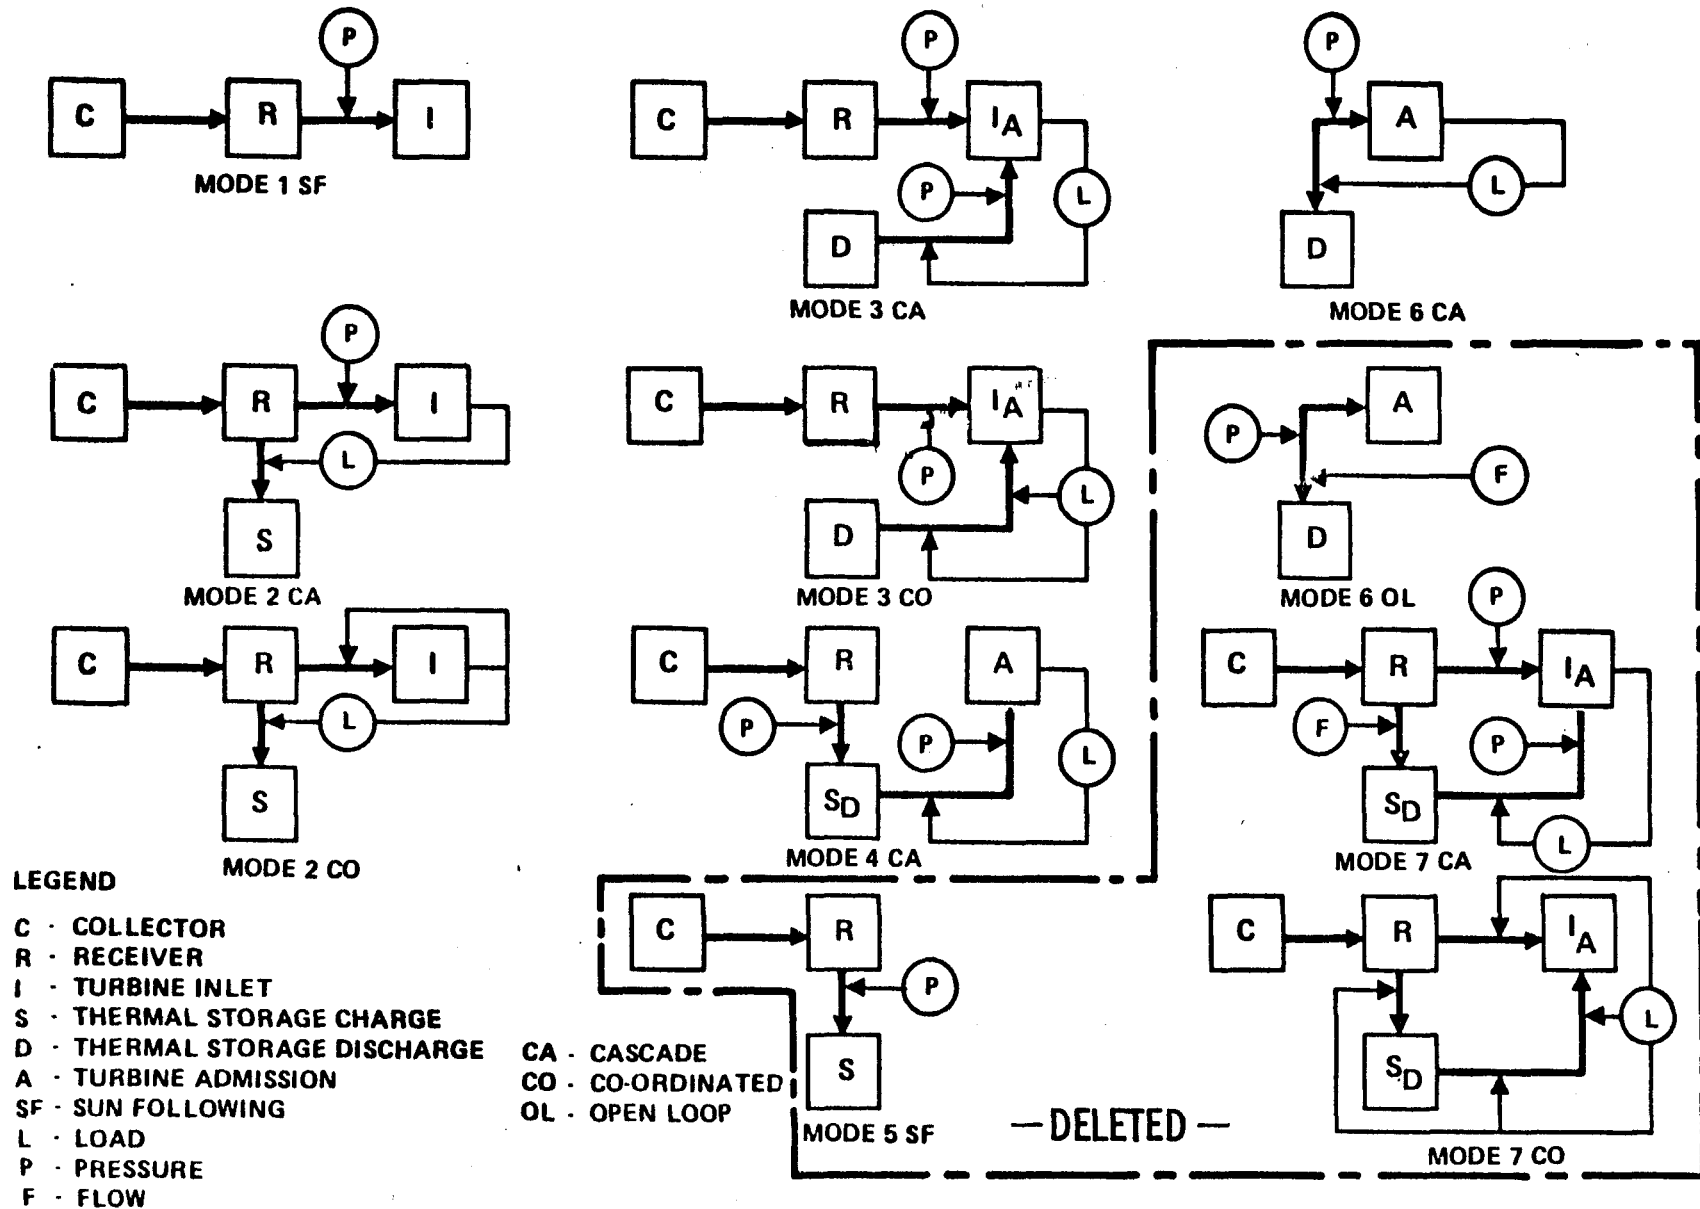 P
C
R
I
MODE 1 SF
P
C
R
I
L
S
MODE 2 CA
C
R
I
L
S
MODE 2 CO
P
C
R
IA
P
L
D
MODE 3 CA
C
R
IA
P
L
D
MODE 3 CO
C
R
A
P
P
L
SD
MODE 4 CA
C
R
P
S
MODE 5 SF
P
A
L
D
MODE 6 CA
A
P
F
D
MODE 6 OL
P
C
R
IA
F
P
SD
L
MODE 7 CA
C
R
IA
L
SD
MODE 7 CO
— DELETED —
LEGEND
C - COLLECTOR
R - RECEIVER
I - TURBINE INLET
S - THERMAL STORAGE CHARGE
D - THERMAL STORAGE DISCHARGE
A - TURBINE ADMISSION
SF - SUN FOLLOWING
L - LOAD
P - PRESSURE
F - FLOW
CA - CASCADE
CO - CO-ORDINATED
OL - OPEN LOOP